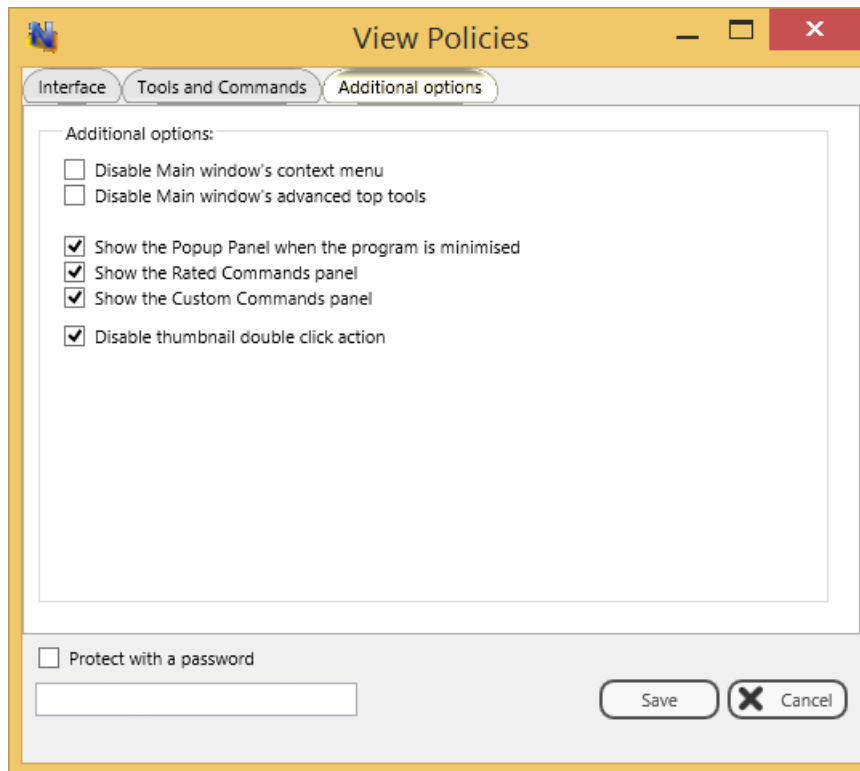 View Policies
Interface Tools and Commands Additional options
Additional options:
Disable Main window's context menu
Disable Main window's advanced top tools
Show the Popup Panel when the program is minimised
Show the Rated Commands panel
Show the Custom Commands panel
Disable thumbnail double click action
Protect with a password
Save Cancel